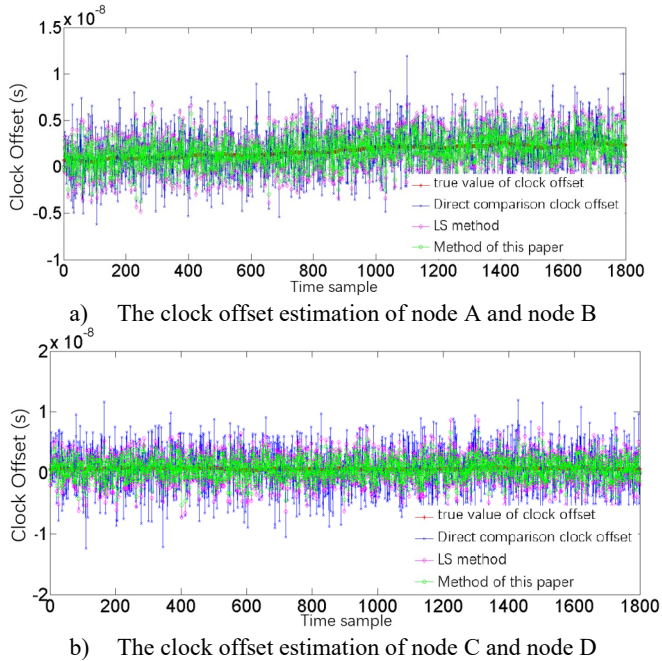 1.5 x 10⁻⁸
1
0.5
0
-0.5
-1
Clock Offset (s)
true value of clock offset
Direct comparison clock offset
LS method
Method of this paper
0 200 400 600 800 1000 1200 1400 1600 1800
Time sample
a) The clock offset estimation of node A and node B
2 x 10⁻⁸
1
0
-1
-2
Clock Offset (s)
true value of clock offset
Direct comparison clock offset
LS method
Method of this paper
0 200 400 600 800 1000 1200 1400 1600 1800
Time sample
b) The clock offset estimation of node C and node D